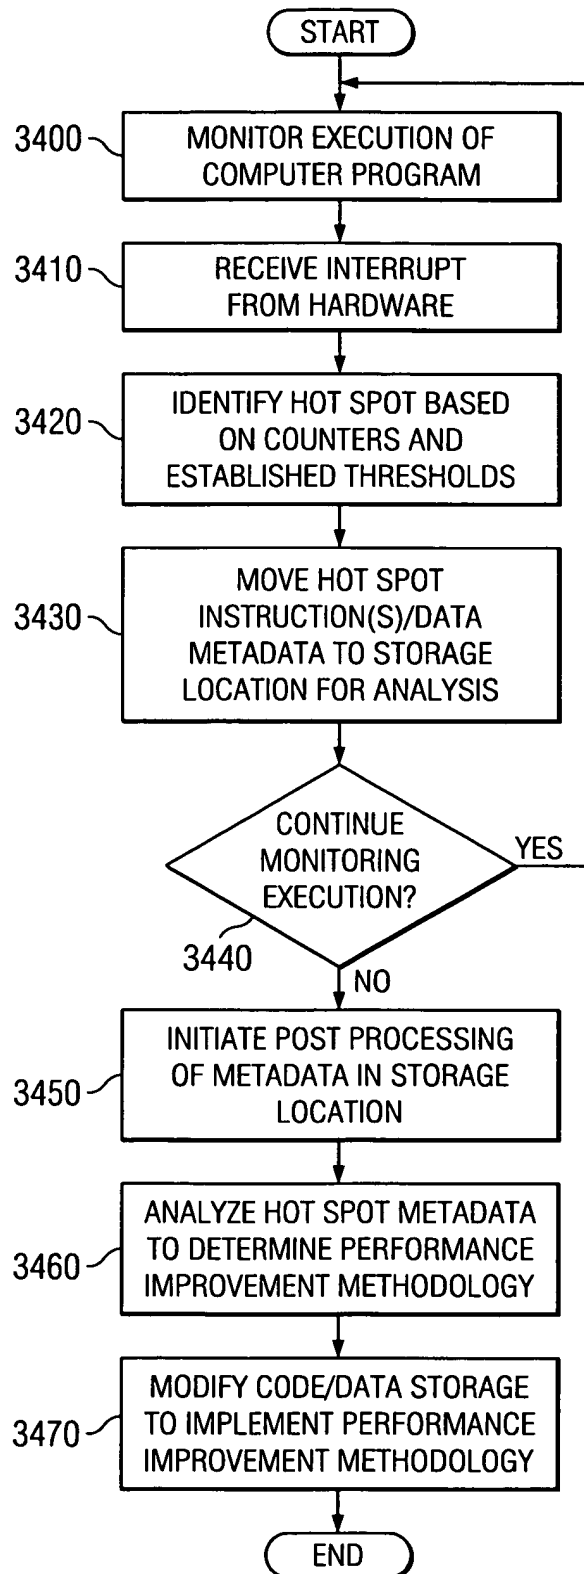 START
3400
MONITOR EXECUTION OF
COMPUTER PROGRAM
3410
RECEIVE INTERRUPT
FROM HARDWARE
3420
IDENTIFY HOT SPOT BASED
ON COUNTERS AND
ESTABLISHED THRESHOLDS
3430
MOVE HOT SPOT
INSTRUCTION(S)/DATA
METADATA TO STORAGE
LOCATION FOR ANALYSIS
CONTINUE
MONITORING
EXECUTION?
YES
3440
NO
3450
INITIATE POST PROCESSING
OF METADATA IN STORAGE
LOCATION
3460
ANALYZE HOT SPOT METADATA
TO DETERMINE PERFORMANCE
IMPROVEMENT METHODOLOGY
3470
MODIFY CODE/DATA STORAGE
TO IMPLEMENT PERFORMANCE
IMPROVEMENT METHODOLOGY
END